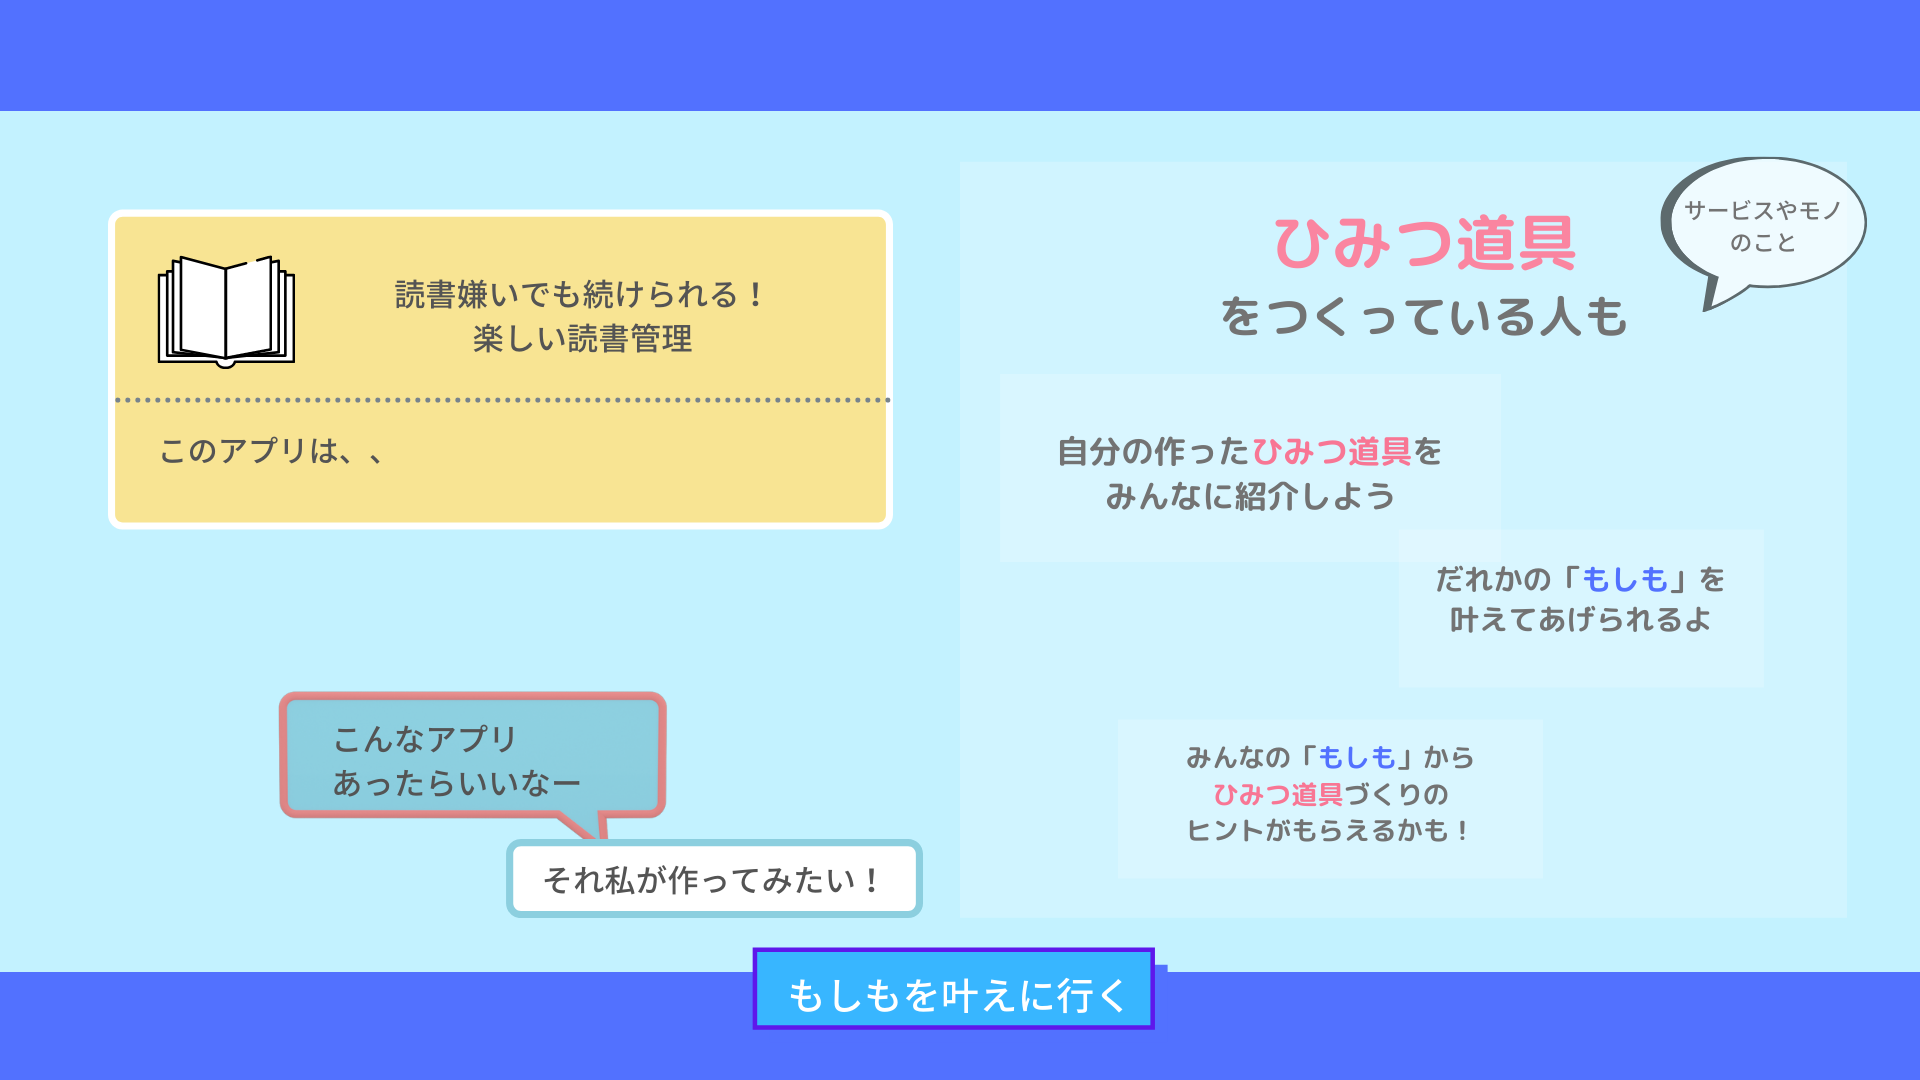 読書嫌いでも続けられる！
楽しい読書管理
このアプリは、、
こんなアプリ
あったらいいなー
それ私が作ってみたい！
ひみつ道具
をつくっている人も
サービスやモノ
のこと
自分の作ったひみつ道具を
みんなに紹介しよう
だれかの「もしも」を
叶えてあげられるよ
みんなの「もしも」から
ひみつ道具づくりの
ヒントがもらえるかも！
もしもを叶えに行く